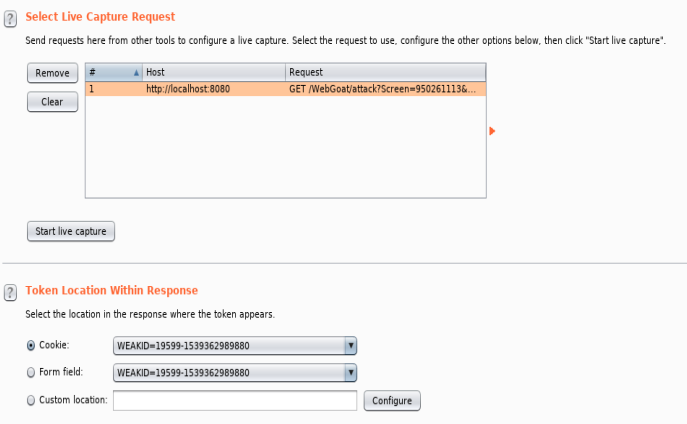 ? Select Live Capture Request
Send requests here from other tools to configure a live capture. Select the request to use, configure the other options below, then click "Start live capture".
Remove
Clear
# Host Request
1 http://localhost:8080 GET /WebGoat/attack?Screen=950261113&...
Start live capture
? Token Location Within Response
Select the location in the response where the token appears.
Cookie: WEAKID=19599-1539362989880
Form field: WEAKID=19599-1539362989880
Custom location: Configure